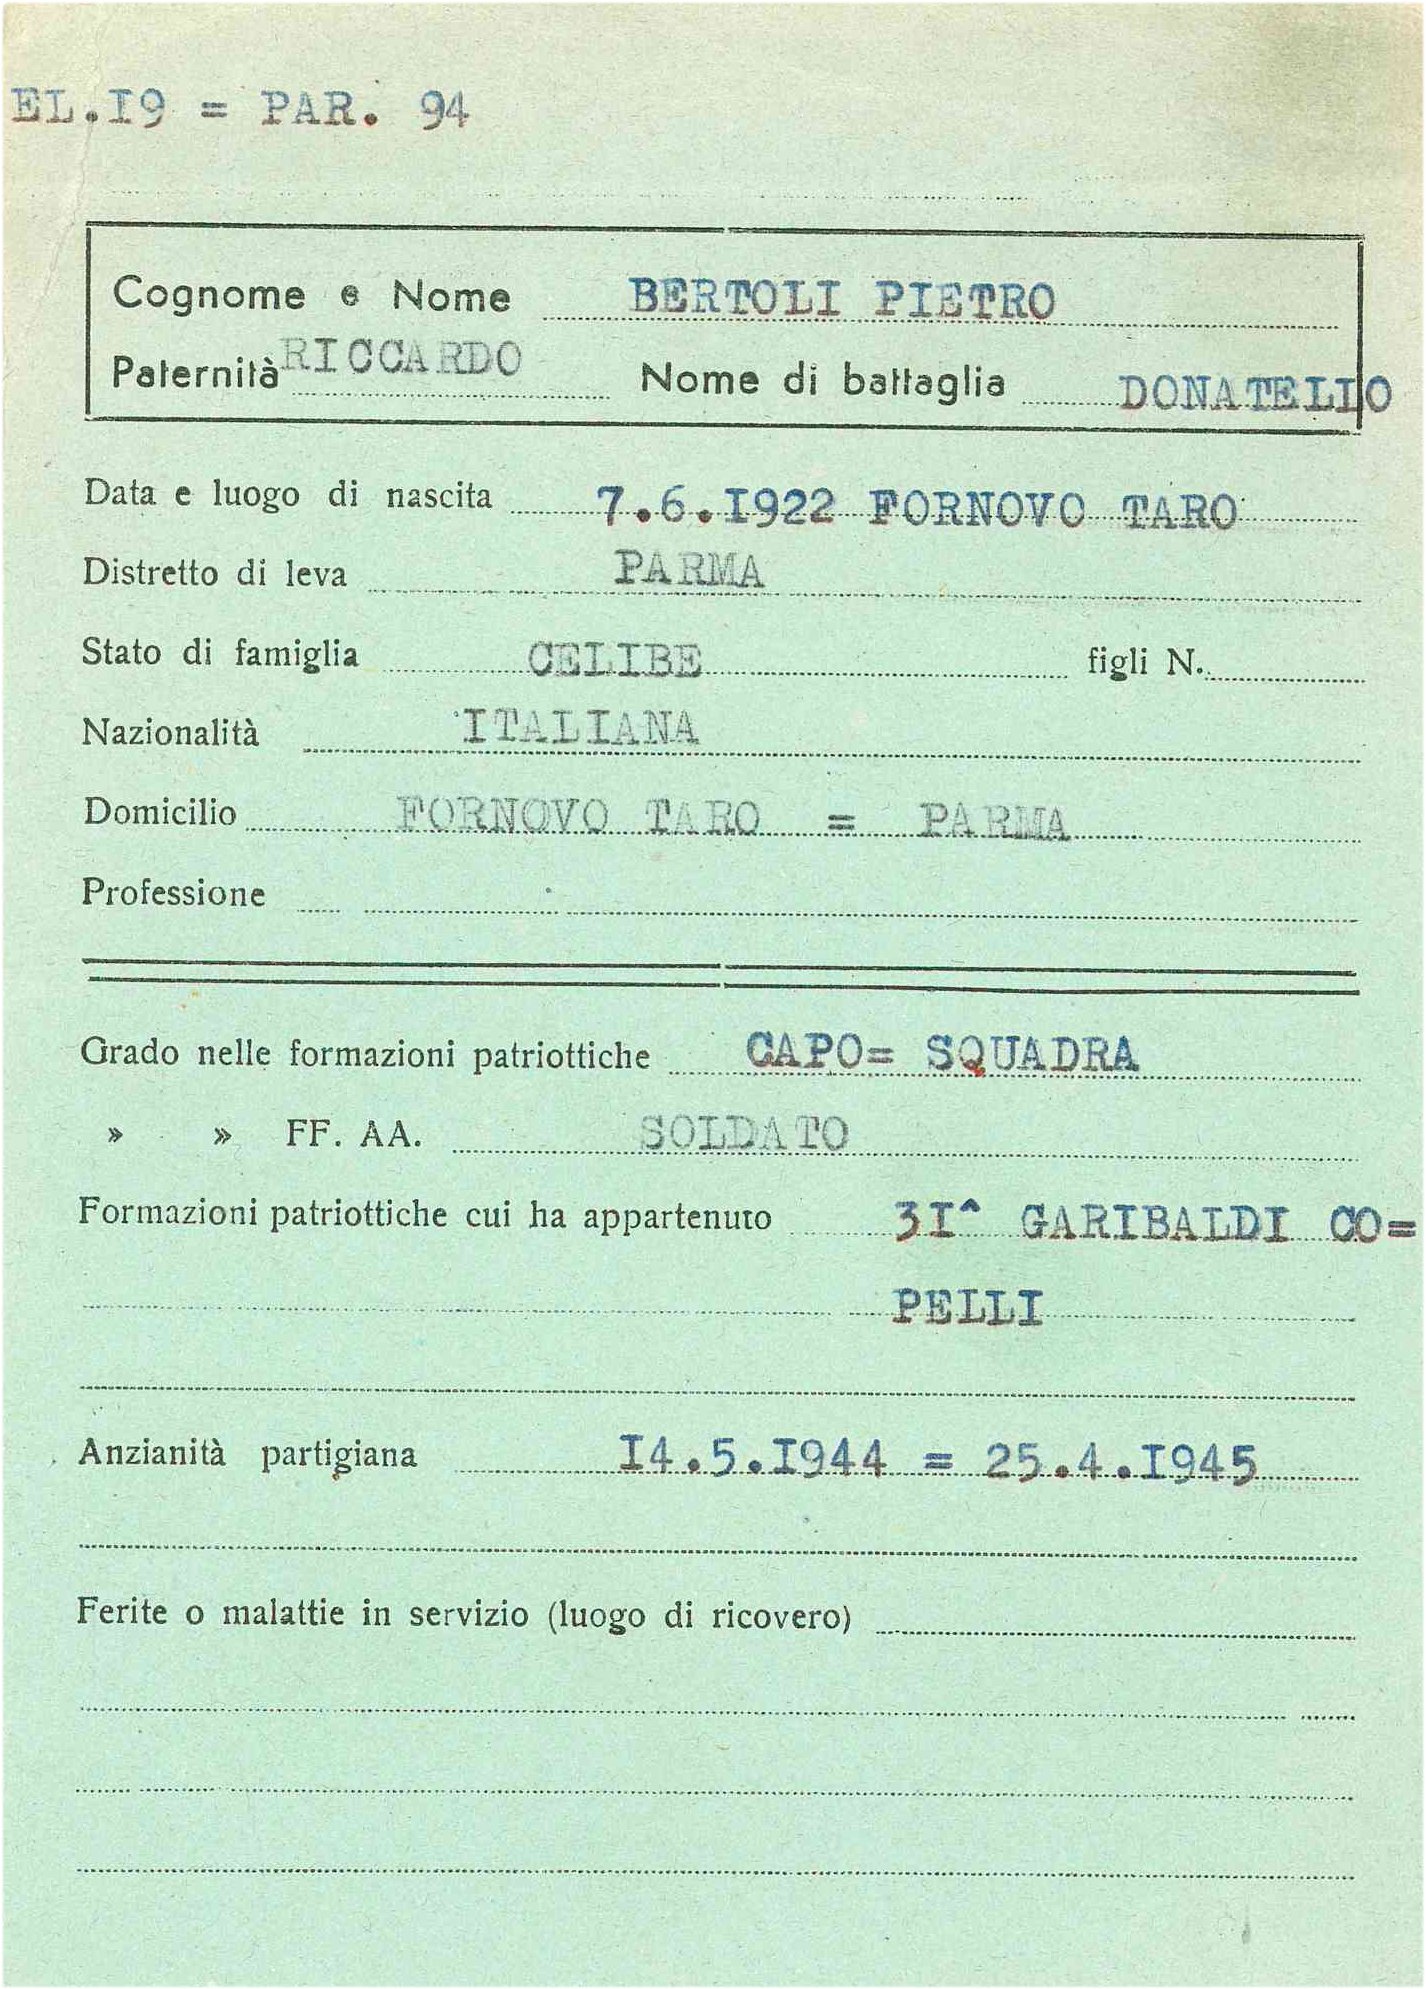 EL.I9 = PAR. 94
Cognome e Nome BERTOLI PIETRO
Paternità RICCARDO Nome di battaglia DONATELLO
Data e luogo di nascita 7.6.I922 FORNOVO TARO
Distretto di leva PARMA
Stato di famiglia CELIBE figli N.
Nazionalità ITALIANA
Domicilio FORNOVO TARO = PARMA
Professione
Grado nelle formazioni patriottiche CAPO= SQUADRA
» » FF. AA. SOLDATO
Formazioni patriottiche cui ha appartenuto 3I^ GARIBALDI CO=
PELLI
Anzianità partigiana I4.5.I944 = 25.4.I945
Ferite o malattie in servizio (luogo di ricovero)